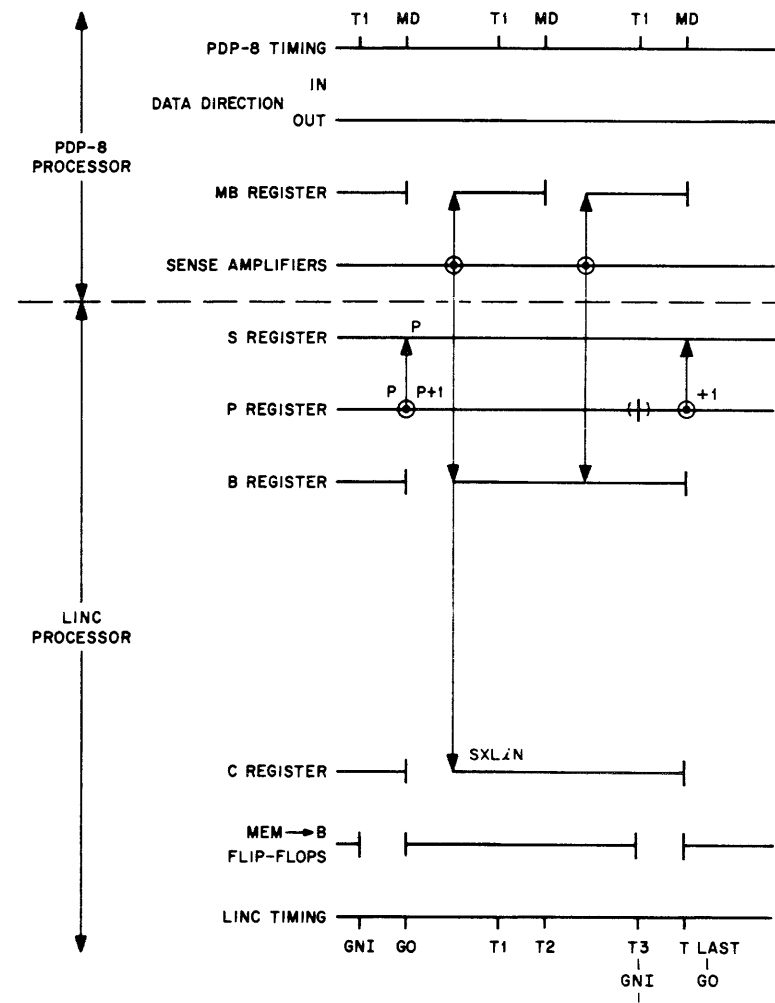 T1 MD T1 MD T1 MD
PDP-8 TIMING
IN
DATA DIRECTION
OUT
PDP-8
PROCESSOR
MB REGISTER
SENSE AMPLIFIERS
P
S REGISTER
P P+1 +1
P REGISTER ( )
B REGISTER
LINC
PROCESSOR
SXLiN
C REGISTER
MEM→B
FLIP-FLOPS
LINC TIMING
GNI GO T1 T2 T3 T LAST
GNI GO